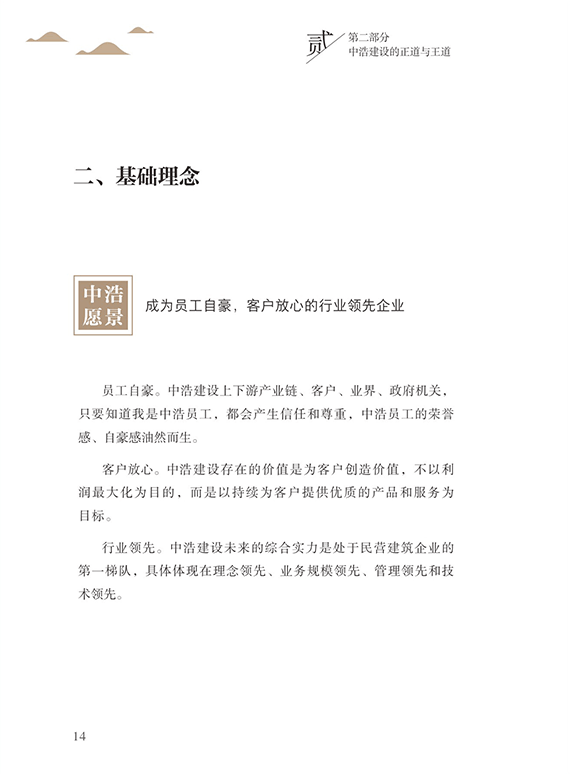 贰
第二部分
中浩建设的正道与王道
二、基础理念
中浩
愿景
成为员工自豪，客户放心的行业领先企业
员工自豪。中浩建设上下游产业链、客户、业界、政府机关，
只要知道我是中浩员工，都会产生信任和尊重，中浩员工的荣誉
感、自豪感油然而生。
客户放心。中浩建设存在的价值是为客户创造价值，不以利
润最大化为目的，而是以持续为客户提供优质的产品和服务为
目标。
行业领先。中浩建设未来的综合实力是处于民营建筑企业的
第一梯队，具体体现在理念领先、业务规模领先、管理领先和技
术领先。
14